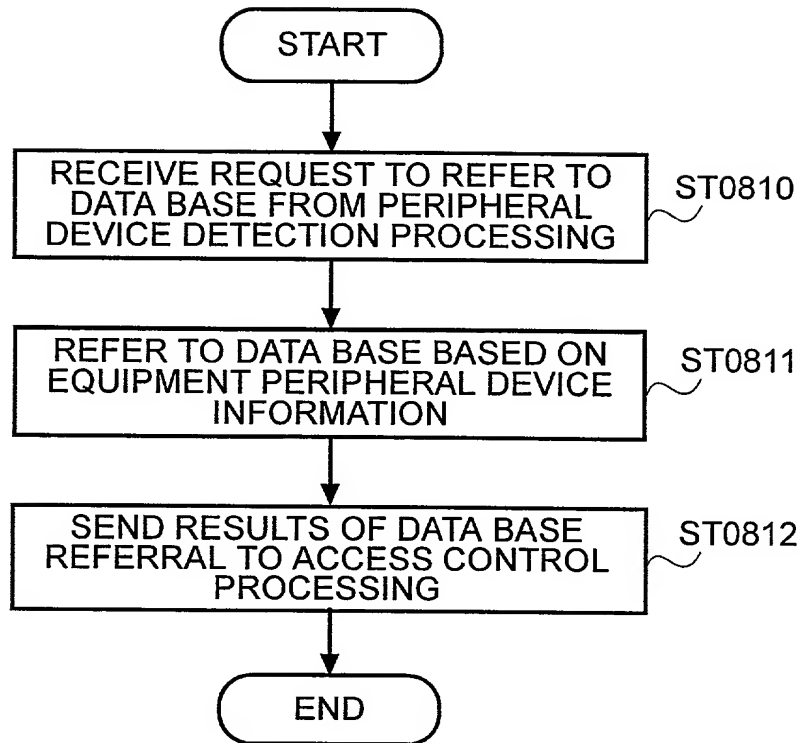 START
RECEIVE REQUEST TO REFER TO
DATA BASE FROM PERIPHERAL
DEVICE DETECTION PROCESSING
ST0810
REFER TO DATA BASE BASED ON
EQUIPMENT PERIPHERAL DEVICE
INFORMATION
ST0811
SEND RESULTS OF DATA BASE
REFERRAL TO ACCESS CONTROL
PROCESSING
ST0812
END